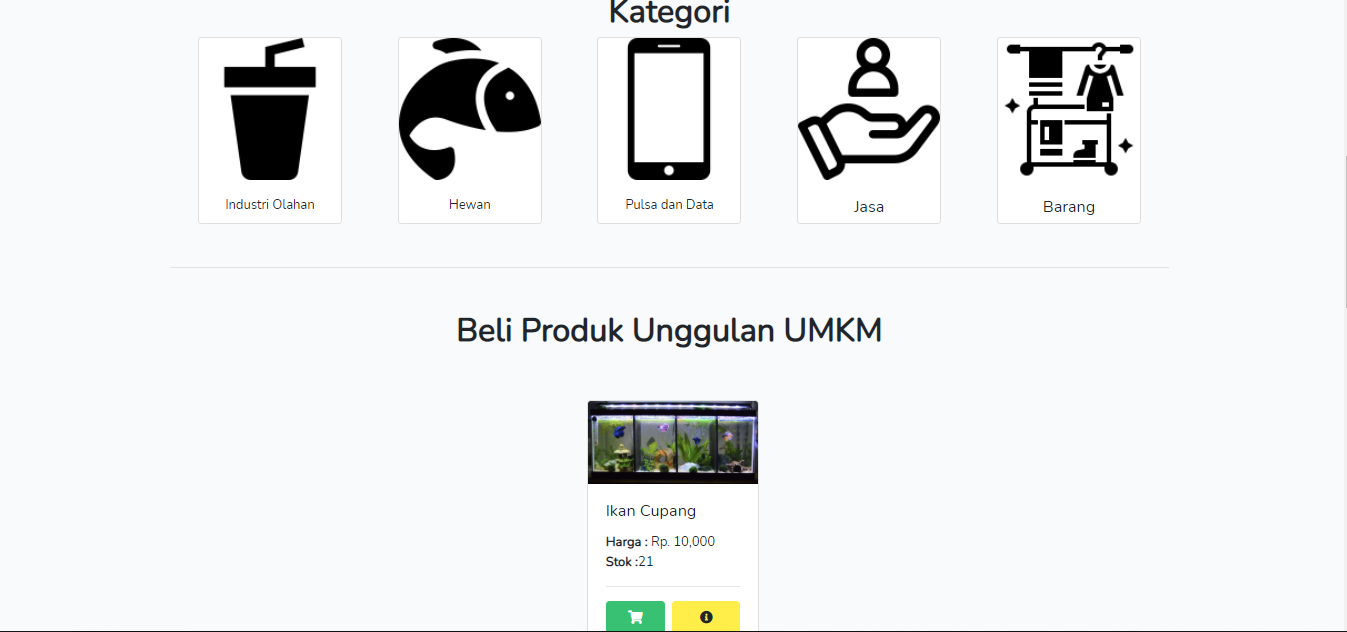 Kategori
Industri Olahan
Hewan
Pulsa dan Data
Jasa
Barang
Beli Produk Unggulan UMKM
Ikan Cupang
Harga : Rp. 10,000
Stok :21